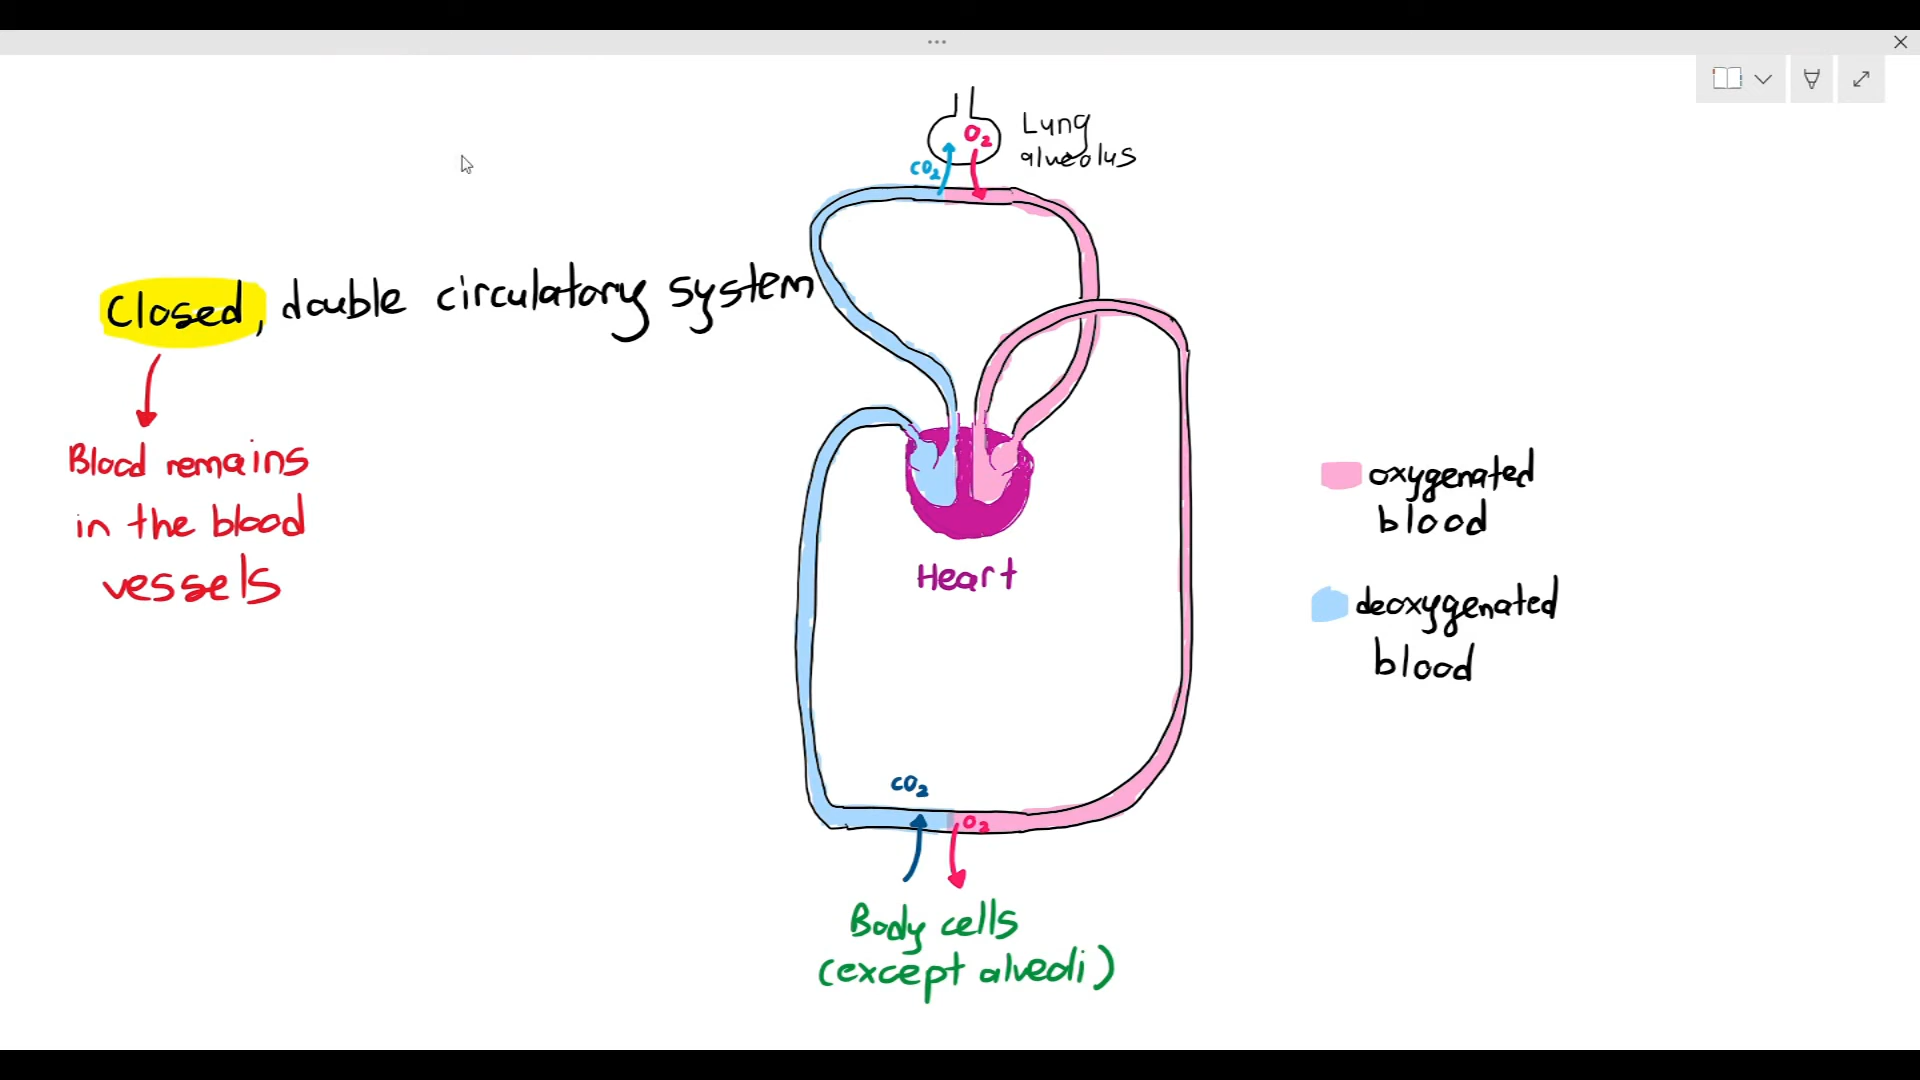 O₂
Lung
alveolus
CO₂
Closed, double circulatory system
Blood remains
in the blood
vessels
Heart
oxygenated
blood
deoxygenated
blood
CO₂
O₂
Body cells
(except alveoli)